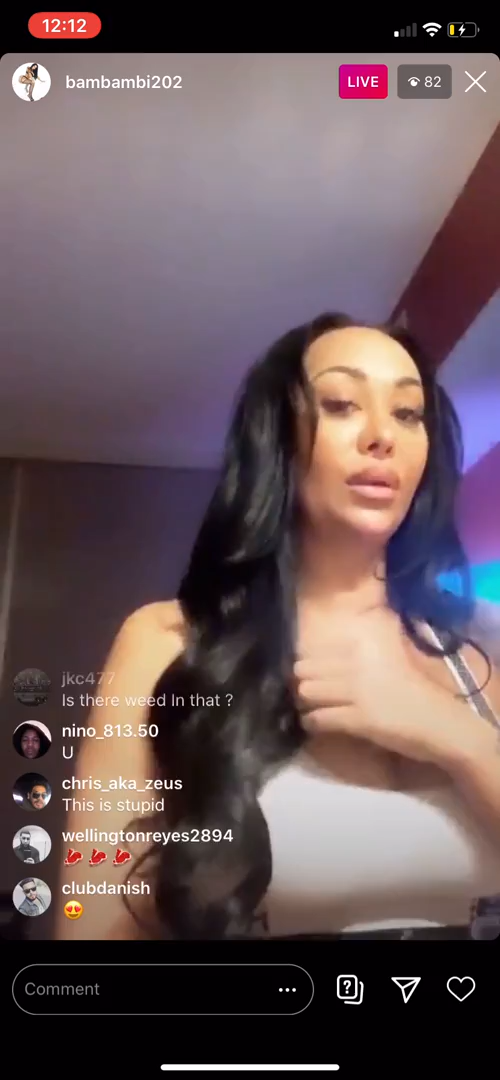 12:12
bambambi202
LIVE
82
jkc477
Is there weed In that ?
nino_813.50
U
chris_aka_zeus
This is stupid
wellingtonreyes2894
🥩🥩🥩
clubdanish
😍
Comment